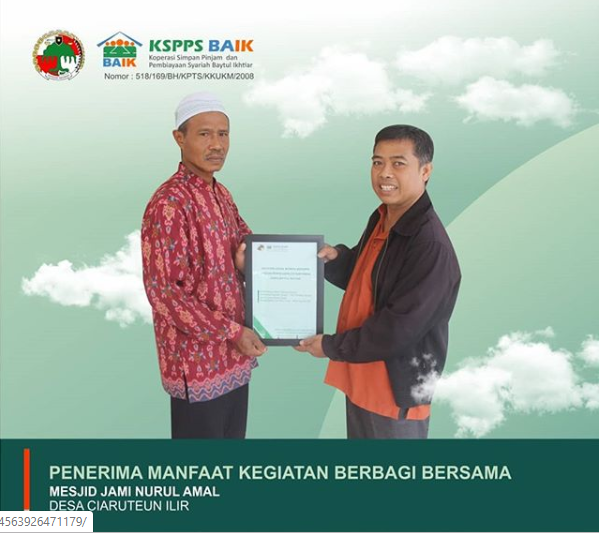 KSPPS BAIK
Koperasi Simpan Pinjam dan
Pembiayaan Syariah Baytul Ikhtiar
BAIK
Nomor : 518/169/BH/KPTS/KKUKM/2008
PENERIMA MANFAAT KEGIATAN BERBAGI BERSAMA
MESJID JAMI NURUL AMAL
DESA CIARUTEUN ILIR
4563926471179/